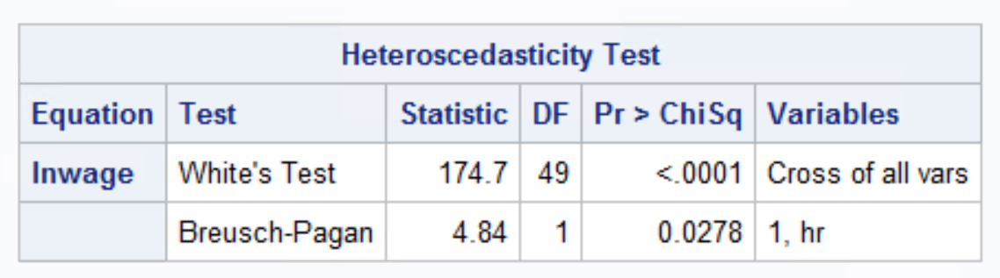 Heteroscedasticity Test
Equation Test Statistic DF Pr > ChiSq Variables
lnwage White's Test 174.7 49 <.0001 Cross of all vars
Breusch-Pagan 4.84 1 0.0278 1, hr